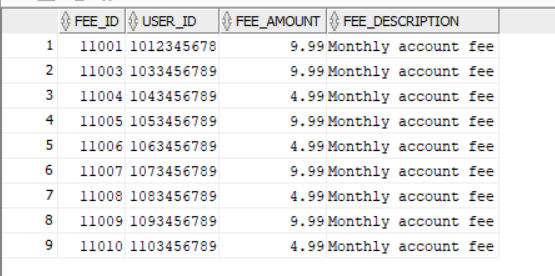 FEE_ID USER_ID FEE_AMOUNT FEE_DESCRIPTION
1 11001 1012345678 9.99 Monthly account fee
2 11003 1033456789 9.99 Monthly account fee
3 11004 1043456789 4.99 Monthly account fee
4 11005 1053456789 9.99 Monthly account fee
5 11006 1063456789 4.99 Monthly account fee
6 11007 1073456789 9.99 Monthly account fee
7 11008 1083456789 4.99 Monthly account fee
8 11009 1093456789 9.99 Monthly account fee
9 11010 1103456789 4.99 Monthly account fee